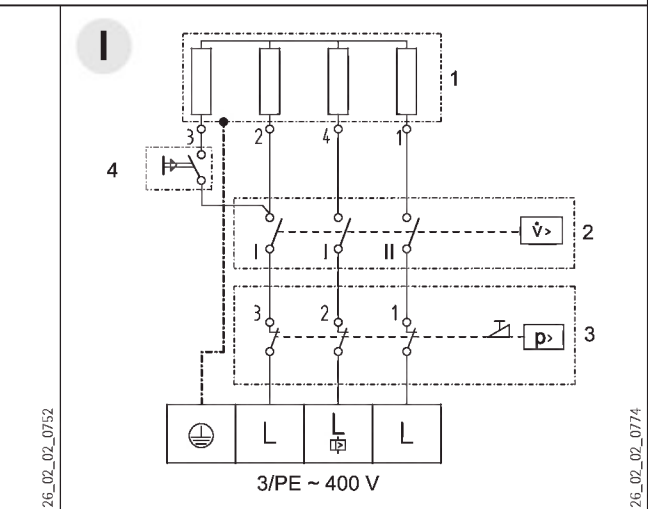 I
1
3 2 4 1
4
I I II V̇> 2
3 2 1 p> 3
L L L
3/PE ~ 400 V
26_02_02_0752
26_02_02_0774